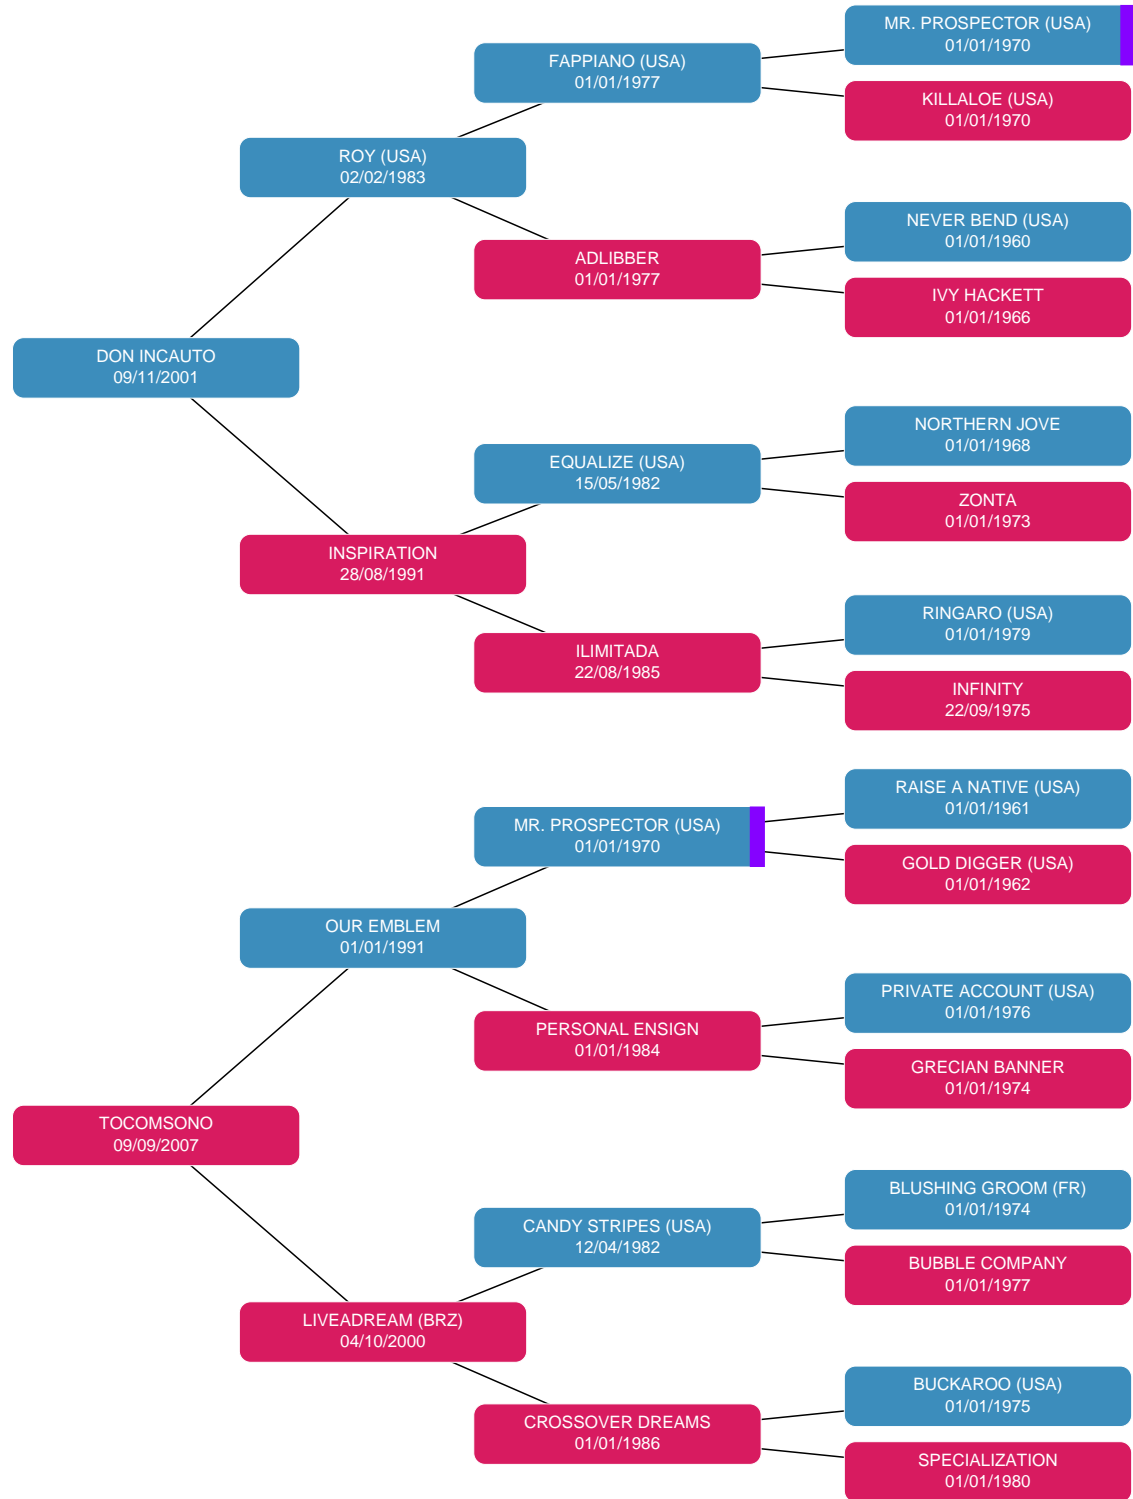 MR. PROSPECTOR (USA)
01/01/1970
FAPPIANO (USA)
01/01/1977
KILLALOE (USA)
01/01/1970
ROY (USA)
02/02/1983
NEVER BEND (USA)
01/01/1960
ADLIBBER
01/01/1977
IVY HACKETT
01/01/1966
DON INCAUTO
09/11/2001
NORTHERN JOVE
01/01/1968
EQUALIZE (USA)
15/05/1982
ZONTA
01/01/1973
INSPIRATION
28/08/1991
RINGARO (USA)
01/01/1979
ILIMITADA
22/08/1985
INFINITY
22/09/1975
RAISE A NATIVE (USA)
01/01/1961
MR. PROSPECTOR (USA)
01/01/1970
GOLD DIGGER (USA)
01/01/1962
OUR EMBLEM
01/01/1991
PRIVATE ACCOUNT (USA)
01/01/1976
PERSONAL ENSIGN
01/01/1984
GRECIAN BANNER
01/01/1974
TOCOMSONO
09/09/2007
BLUSHING GROOM (FR)
01/01/1974
CANDY STRIPES (USA)
12/04/1982
BUBBLE COMPANY
01/01/1977
LIVEADREAM (BRZ)
04/10/2000
BUCKAROO (USA)
01/01/1975
CROSSOVER DREAMS
01/01/1986
SPECIALIZATION
01/01/1980